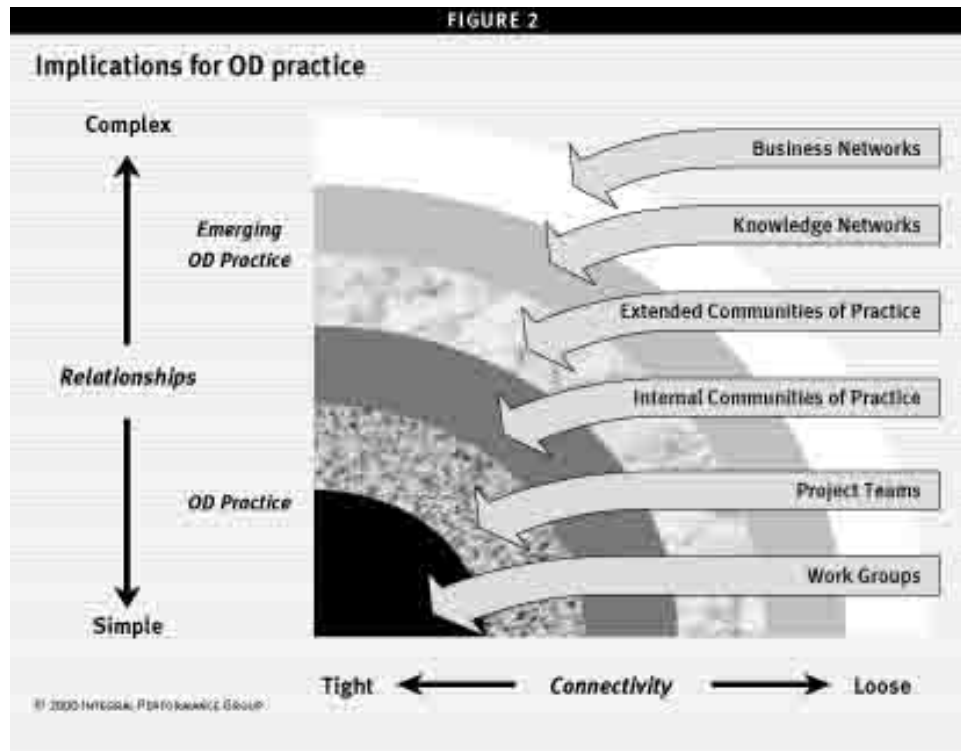 FIGURE 2
Implications for OD practice
Complex
Business Networks
Emerging
OD Practice
Knowledge Networks
Extended Communities of Practice
Relationships
Internal Communities of Practice
OD Practice
Project Teams
Work Groups
Simple
Tight
Connectivity
Loose
© 2000 INTEGRAL PERFORMANCE GROUP